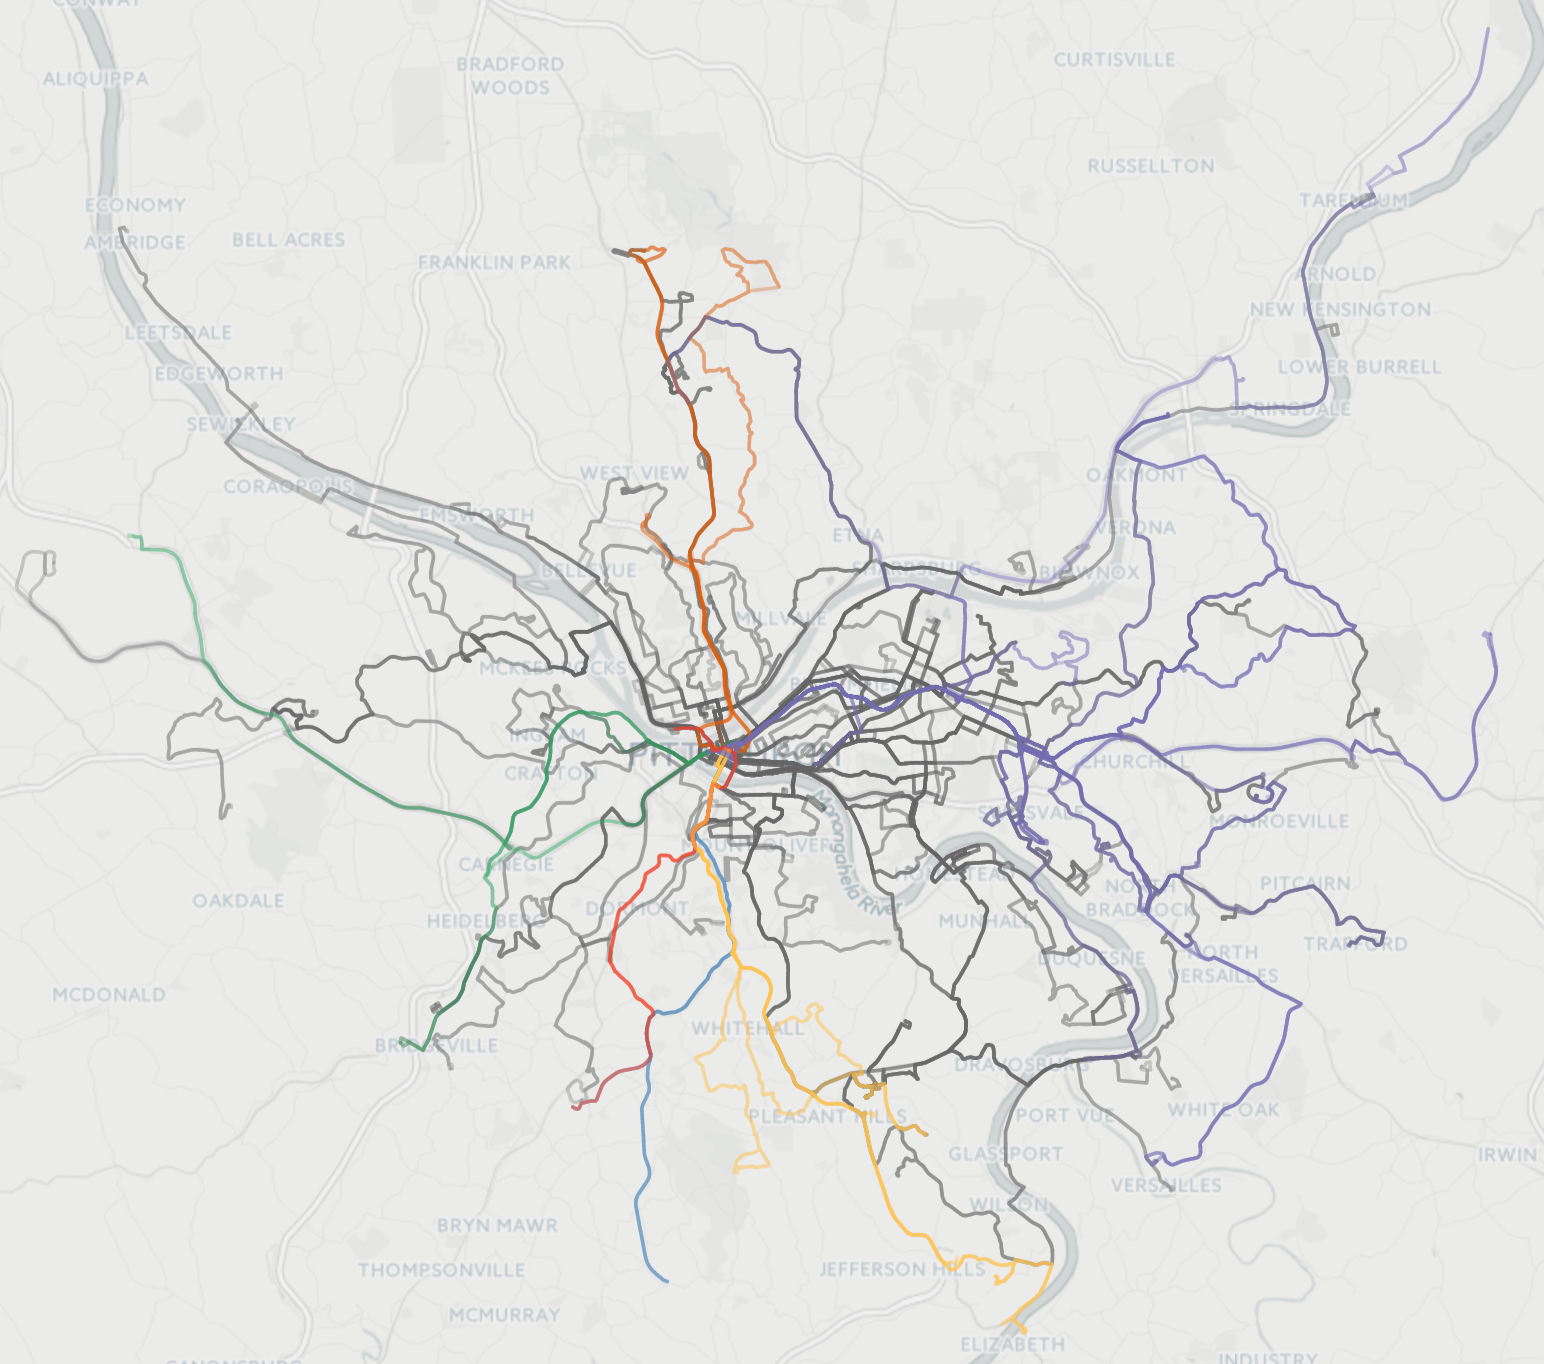 CONWAY
ALIQUIPPA
BRADFORD
WOODS
CURTISVILLE
RUSSELLTON
ECONOMY
TARENTUM
AMBRIDGE
BELL ACRES
FRANKLIN PARK
ARNOLD
NEW KENSINGTON
LEETSDALE
EDGEWORTH
LOWER BURRELL
SEWICKLEY
SPRINGDALE
WEST VIEW
OAKMONT
CORAOPOLIS
EMSWORTH
VERONA
ETNA
BELLEVUE
SHARPSBURG
BLAWNOX
MILLVALE
MCKEES ROCKS
INGRAM
CRAFTON
CHURCHILL
SWISSVALE
MONROEVILLE
Monongahela River
MOUNT OLIVER
CARNEGIE
HOMESTEAD
OAKDALE
NORTH
BRADDOCK
PITCAIRN
HEIDELBERG
DORMONT
MUNHALL
TRAFFORD
DUQUESNE
NORTH
VERSAILLES
MCDONALD
WHITEHALL
BRIDGEVILLE
DRAVOSBURG
PLEASANT HILLS
PORT VUE
WHITE OAK
GLASSPORT
IRWIN
VERSAILLES
WILSON
BRYN MAWR
THOMPSONVILLE
JEFFERSON HILLS
MCMURRAY
ELIZABETH
CANONSBURG
INDUSTRY